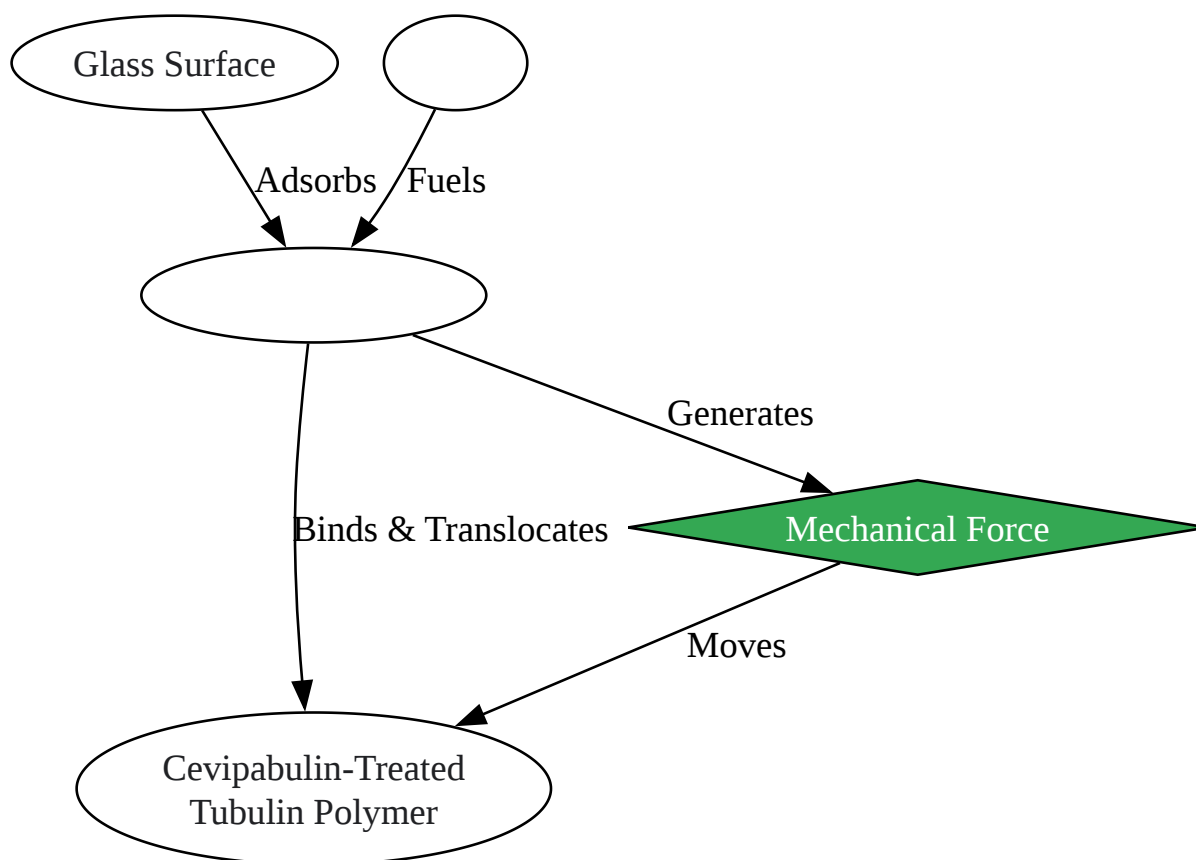 Glass Surface
Adsorbs
Fuels
Generates
Binds & Translocates
Mechanical Force
Moves
Cevipabulin-Treated
Tubulin Polymer